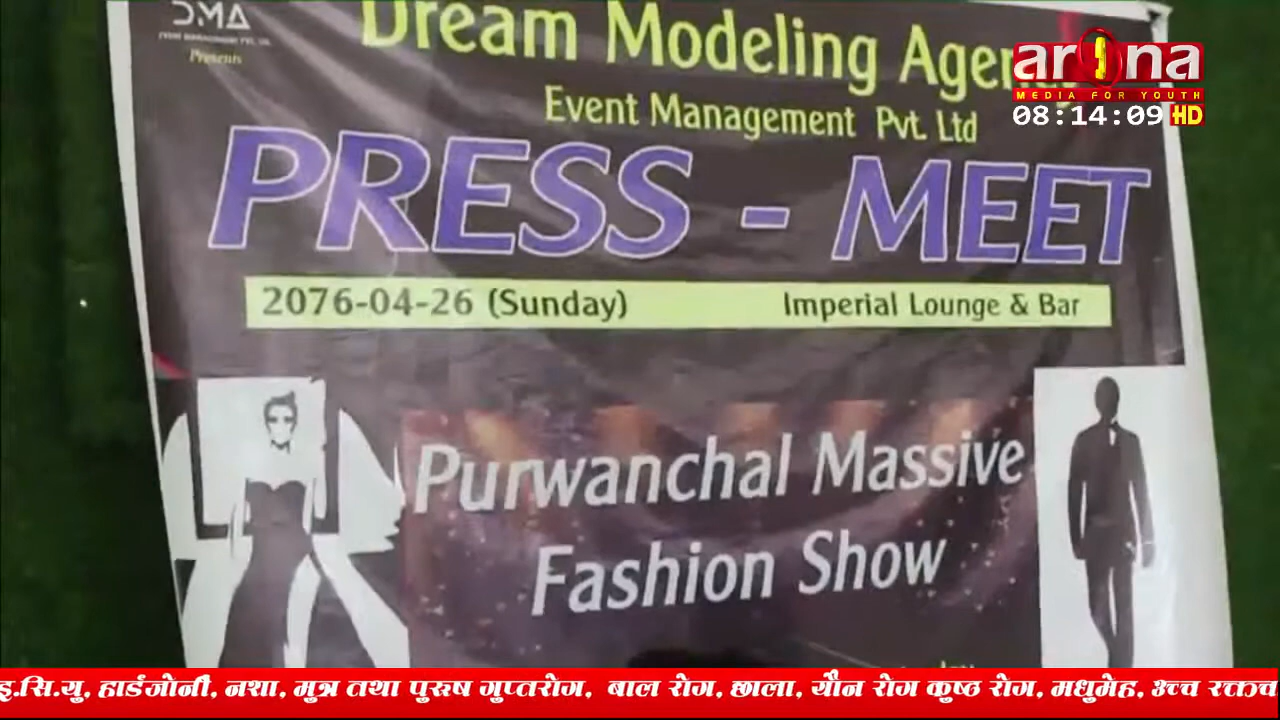 DMA
Presents
Dream Modeling Agency
Event Management Pvt. Ltd
PRESS - MEET
2076-04-26 (Sunday) Imperial Lounge & Bar
Purwanchal Massive
Fashion Show
arena
MEDIA FOR YOUTH
08:14:09 HD
इ.सि.यु, हाडजोर्नी, नशा, मुत्र तथा पुरुष गुप्तरोग, बाल रोग, छाला, यौन रोग कुष्ठ रोग, मधुमेह, उच्च रक्तच